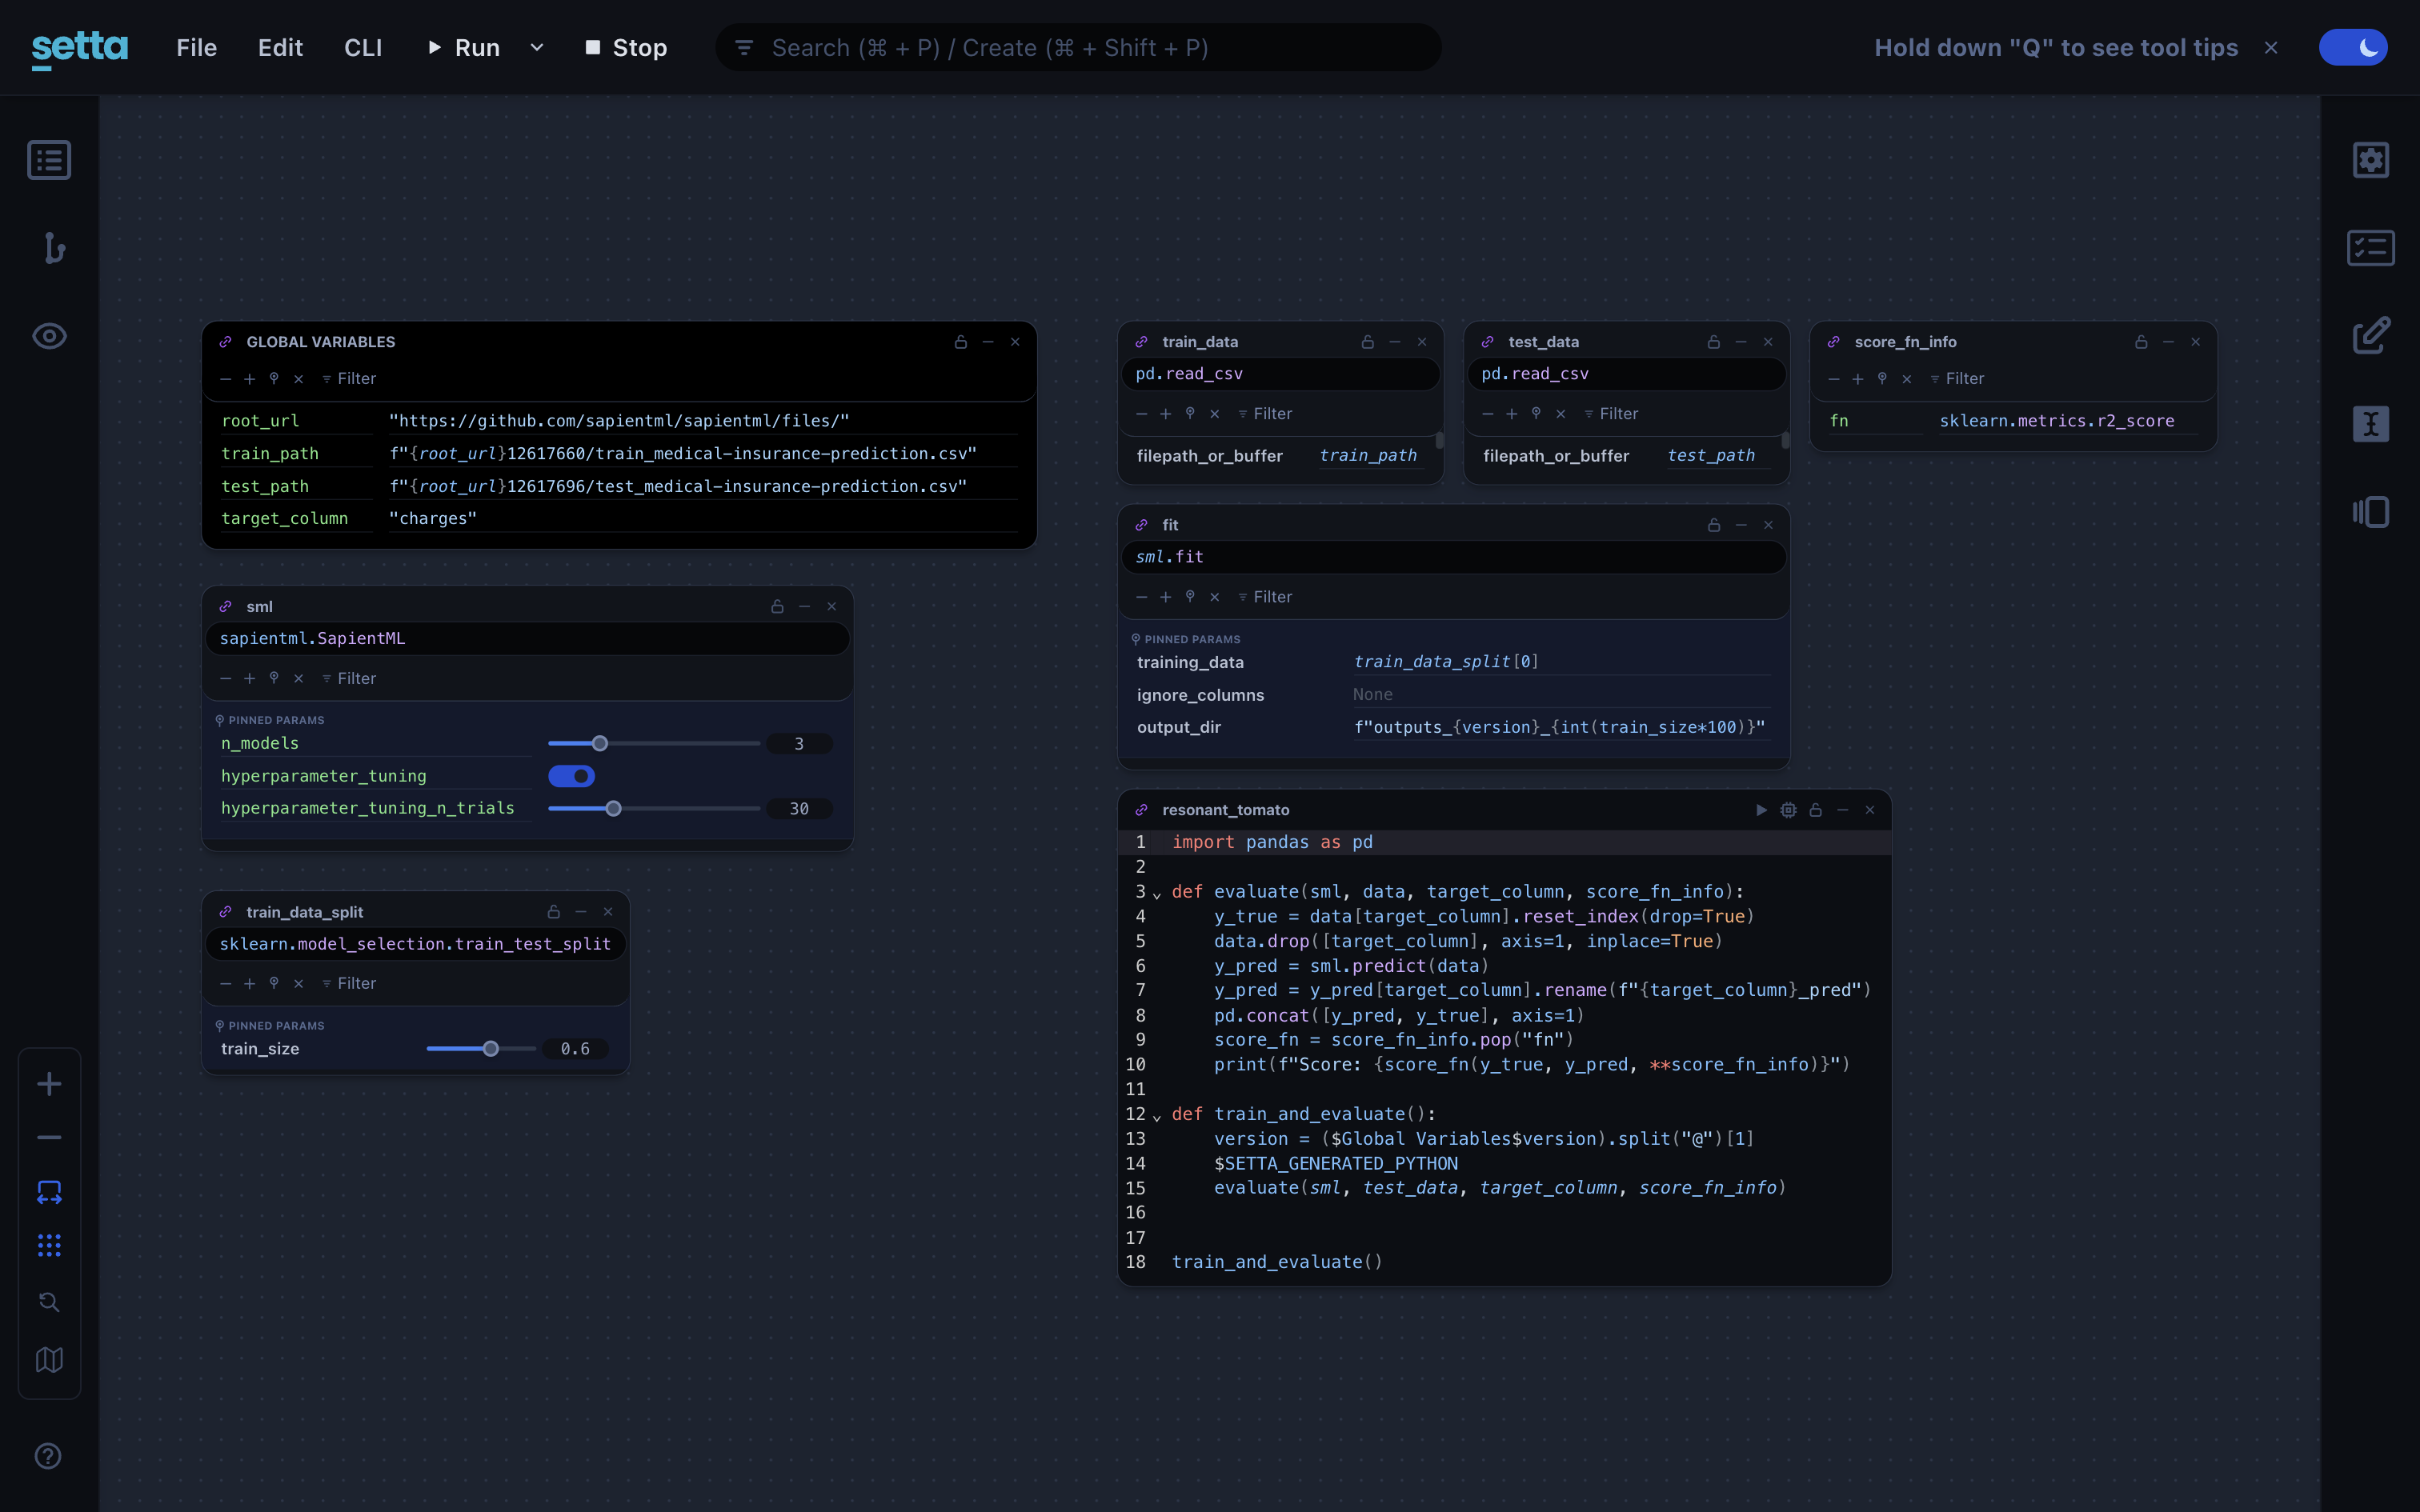 setta
File
Edit
CLI
Run
Stop
Search (⌘ + P) / Create (⌘ + Shift + P)
Hold down "Q" to see tool tips
GLOBAL VARIABLES
Filter
root_url "https://github.com/sapientml/sapientml/files/"
train_path f"{root_url}12617660/train_medical-insurance-prediction.csv"
test_path f"{root_url}12617696/test_medical-insurance-prediction.csv"
target_column "charges"
sml
sapientml.SapientML
Filter
PINNED PARAMS
n_models 3
hyperparameter_tuning
hyperparameter_tuning_n_trials 30
train_data_split
sklearn.model_selection.train_test_split
Filter
PINNED PARAMS
train_size 0.6
train_data
pd.read_csv
Filter
filepath_or_buffer train_path
test_data
pd.read_csv
Filter
filepath_or_buffer test_path
score_fn_info
Filter
fn sklearn.metrics.r2_score
fit
sml.fit
Filter
PINNED PARAMS
training_data train_data_split[0]
ignore_columns None
output_dir f"outputs_{version}_{int(train_size*100)}"
resonant_tomato
1 import pandas as pd
2
3 def evaluate(sml, data, target_column, score_fn_info):
4     y_true = data[target_column].reset_index(drop=True)
5     data.drop([target_column], axis=1, inplace=True)
6     y_pred = sml.predict(data)
7     y_pred = y_pred[target_column].rename(f"{target_column}_pred")
8     pd.concat([y_pred, y_true], axis=1)
9     score_fn = score_fn_info.pop("fn")
10     print(f"Score: {score_fn(y_true, y_pred, **score_fn_info)}")
11
12 def train_and_evaluate():
13     version = ($Global Variables$version).split("@")[1]
14     $SETTA_GENERATED_PYTHON
15     evaluate(sml, test_data, target_column, score_fn_info)
16
17
18 train_and_evaluate()